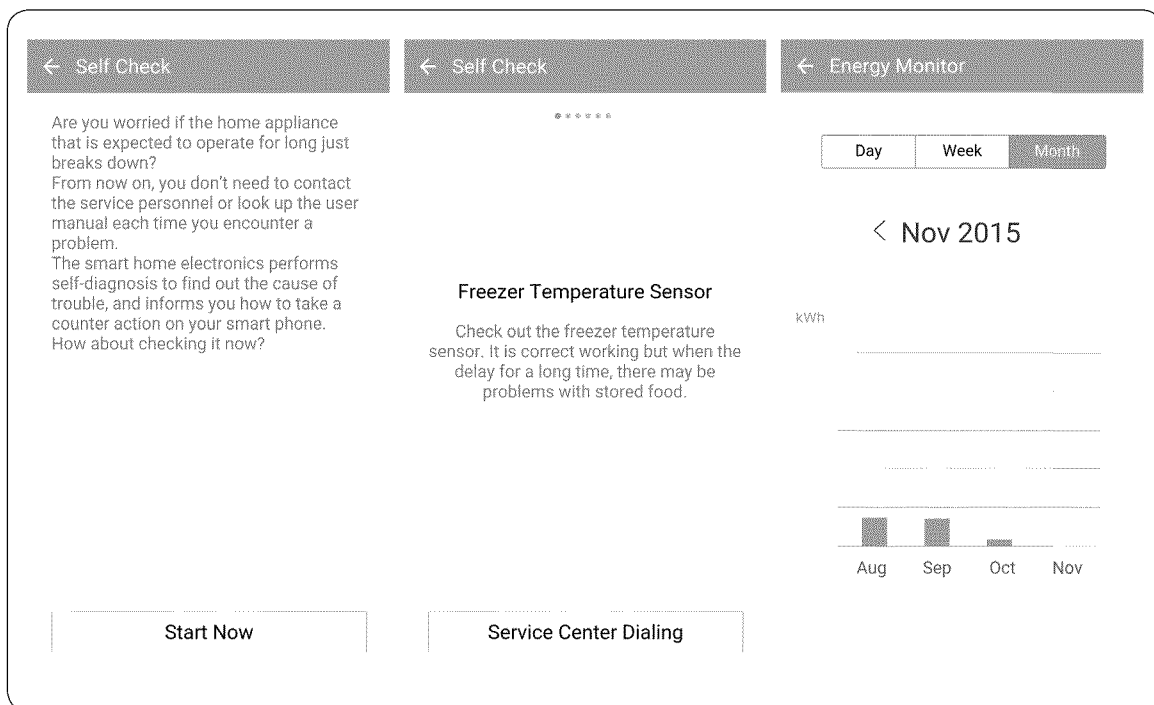 ← Self Check
Are you worried if the home appliance
that is expected to operate for long just
breaks down?
From now on, you don't need to contact
the service personnel or look up the user
manual each time you encounter a
problem.
The smart home electronics performs
self-diagnosis to find out the cause of
trouble, and informs you how to take a
counter action on your smart phone.
How about checking it now?
Start Now
← Self Check
Freezer Temperature Sensor
Check out the freezer temperature
sensor. It is correct working but when the
delay for a long time, there may be
problems with stored food.
Service Center Dialing
← Energy Monitor
Day Week Month
< Nov 2015
kWh
Aug Sep Oct Nov